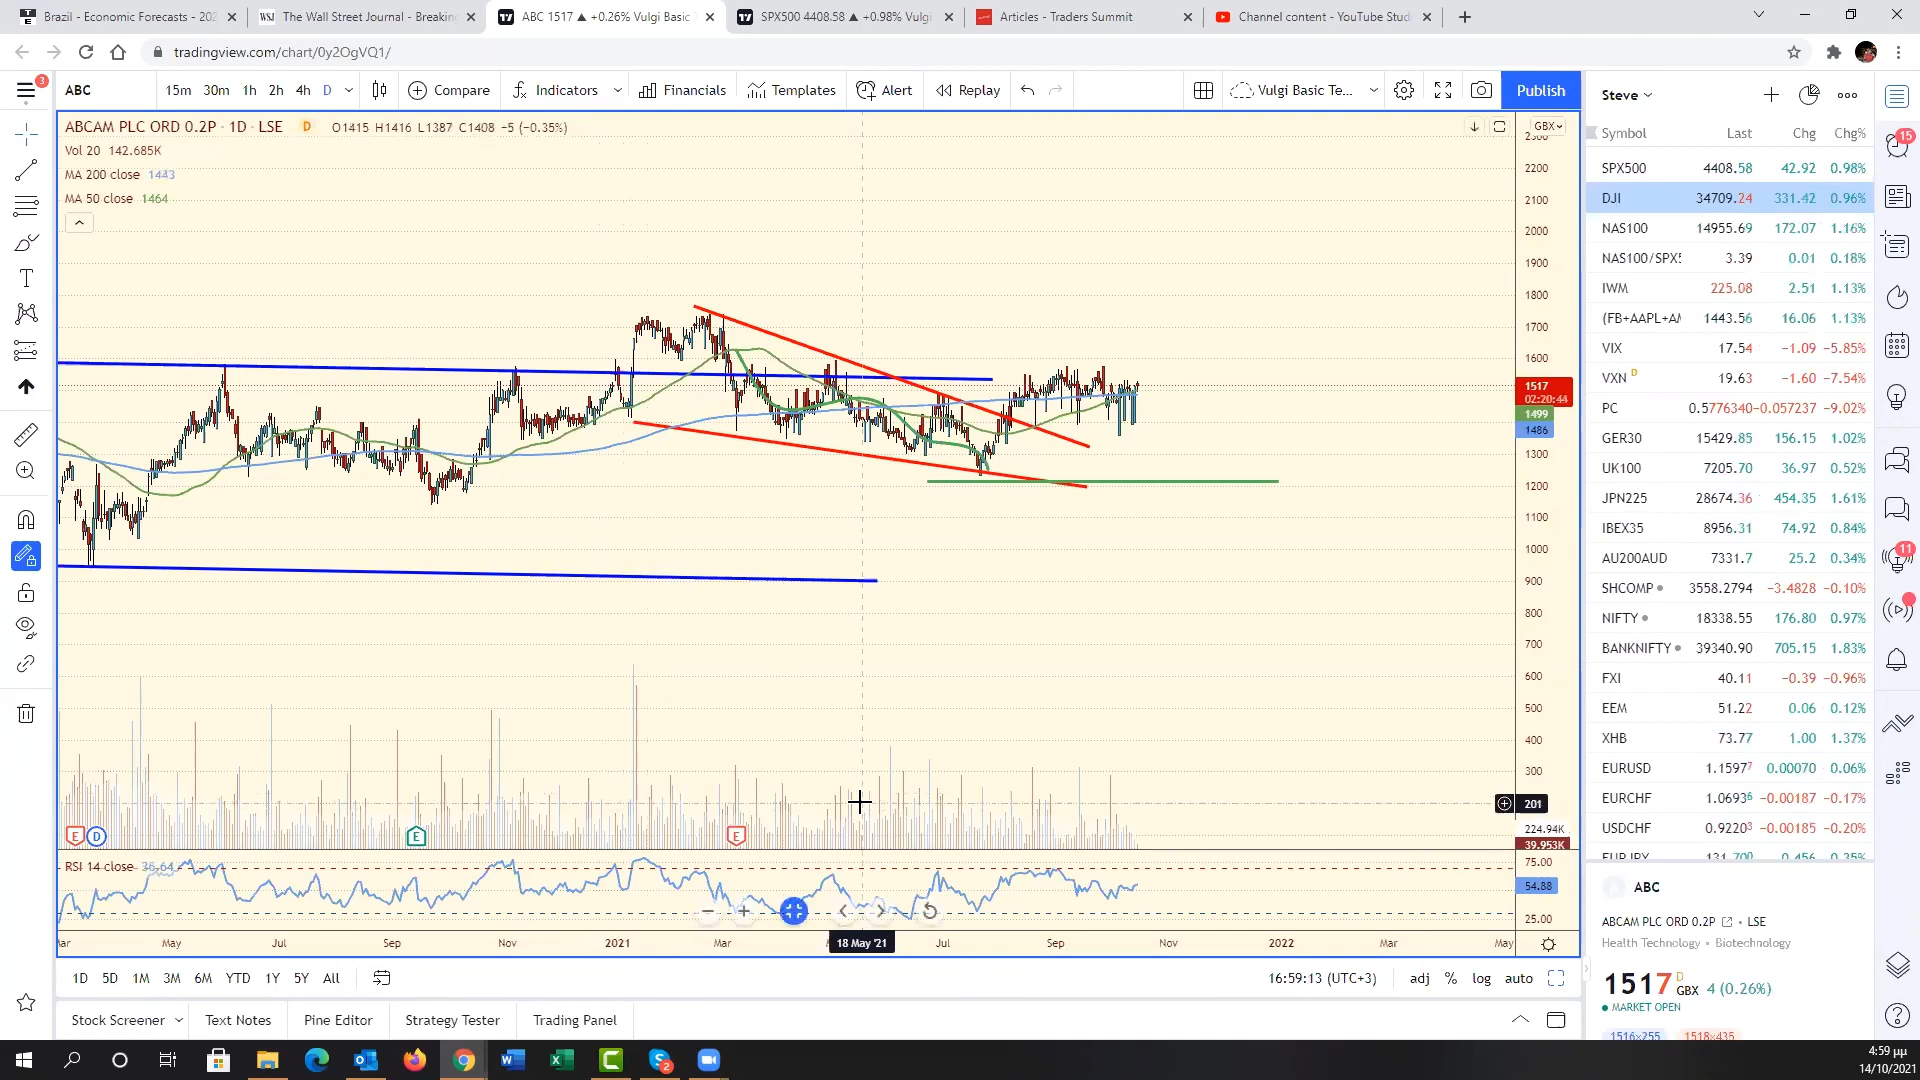 Brazil - Economic Forecasts - 202
The Wall Street Journal - Breakin
ABC 1517 ▲ +0.26% Vulgi Basic T
SPX500 4408.58 ▲ +0.98% Vulgi
Articles - Traders Summit
Channel content - YouTube Stud
tradingview.com/chart/0y2OgVQ1/
3
ABC
15m 30m 1h 2h 4h D
Compare
Indicators
Financials
Templates
Alert
Replay
Vulgi Basic Te...
Publish
ABCAM PLC ORD 0.2P · 1D · LSE D O1415 H1416 L1387 C1408 −5 (−0.35%)
Vol 20 142.685K
MA 200 close 1443
MA 50 close 1464
GBX
2300
2200
2100
2000
1900
1800
1700
1600
1517
02:20:44
1499
1486
1300
1200
1100
1000
900
800
700
600
500
400
300
201
224.94K
39.953K
E D E E
RSI 14 close 36.64
75.00
54.88
25.00
May Jul Sep Nov 2021 Mar 18 May '21 Jul Sep Nov 2022 Mar May
1D 5D 1M 3M 6M YTD 1Y 5Y All
16:59:13 (UTC+3) adj % log auto
Stock Screener Text Notes Pine Editor Strategy Tester Trading Panel
Steve
Symbol Last Chg Chg%
SPX500 4408.58 42.92 0.98%
DJI 34709.24 331.42 0.96%
NAS100 14955.69 172.07 1.16%
NAS100/SPX5 3.39 0.01 0.18%
IWM 225.08 2.51 1.13%
(FB+AAPL+AM 1443.56 16.06 1.13%
VIX 17.54 −1.09 −5.85%
VXN D 19.63 −1.60 −7.54%
PC 0.5776340 −0.057237 −9.02%
GER30 15429.85 156.15 1.02%
UK100 7205.70 36.97 0.52%
JPN225 28674.36 454.35 1.61%
IBEX35 8956.31 74.92 0.84%
AU200AUD 7331.7 25.2 0.34%
SHCOMP 3558.2794 −3.4828 −0.10%
NIFTY 18338.55 176.80 0.97%
BANKNIFTY 39340.90 705.15 1.83%
FXI 40.11 −0.39 −0.96%
EEM 51.22 0.06 0.12%
XHB 73.77 1.00 1.37%
EURUSD 1.15977 0.00070 0.06%
EURCHF 1.06936 −0.00187 −0.17%
USDCHF 0.92203 −0.00185 −0.20%
EURJPY 131.700 0.456 0.35%
ABC
ABCAM PLC ORD 0.2P · LSE
Health Technology · Biotechnology
1517 D GBX 4 (0.26%)
MARKET OPEN
1516×255 1518×435
15
11
2
4:59 μμ
14/10/2021